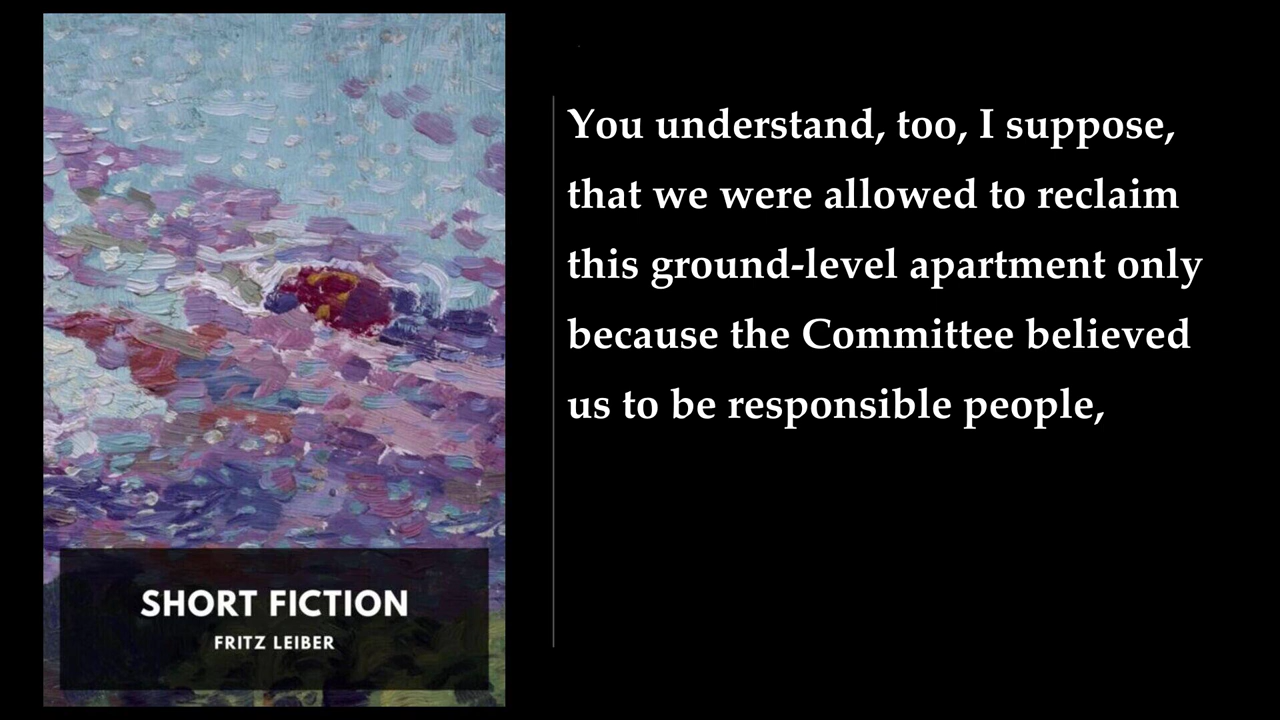 You understand, too, I suppose,
that we were allowed to reclaim
this ground-level apartment only
because the Committee believed
us to be responsible people,
SHORT FICTION
FRITZ LEIBER